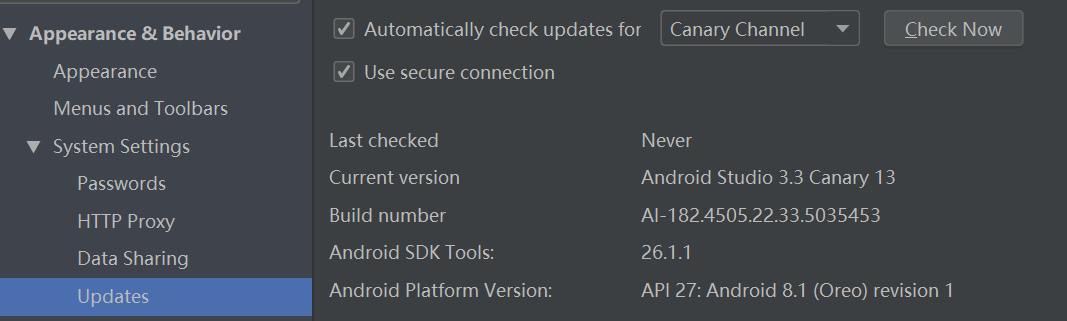 Appearance & Behavior
Appearance
Menus and Toolbars
System Settings
Passwords
HTTP Proxy
Data Sharing
Updates
Automatically check updates for Canary Channel Check Now
Use secure connection
Last checked Never
Current version Android Studio 3.3 Canary 13
Build number AI-182.4505.22.33.5035453
Android SDK Tools: 26.1.1
Android Platform Version: API 27: Android 8.1 (Oreo) revision 1